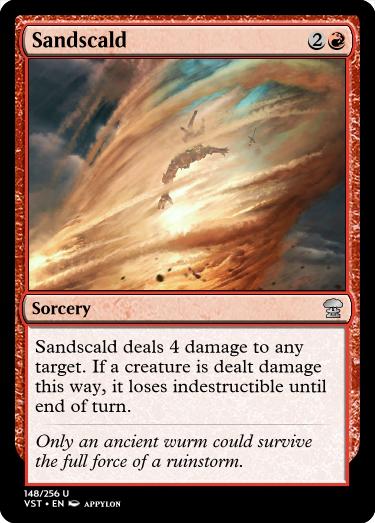 Sandscald 2
Sorcery
Sandscald deals 4 damage to any
target. If a creature is dealt damage
this way, it loses indestructible until
end of turn.
Only an ancient wurm could survive
the full force of a ruinstorm.
148/256 U
VST • EN APPYLON